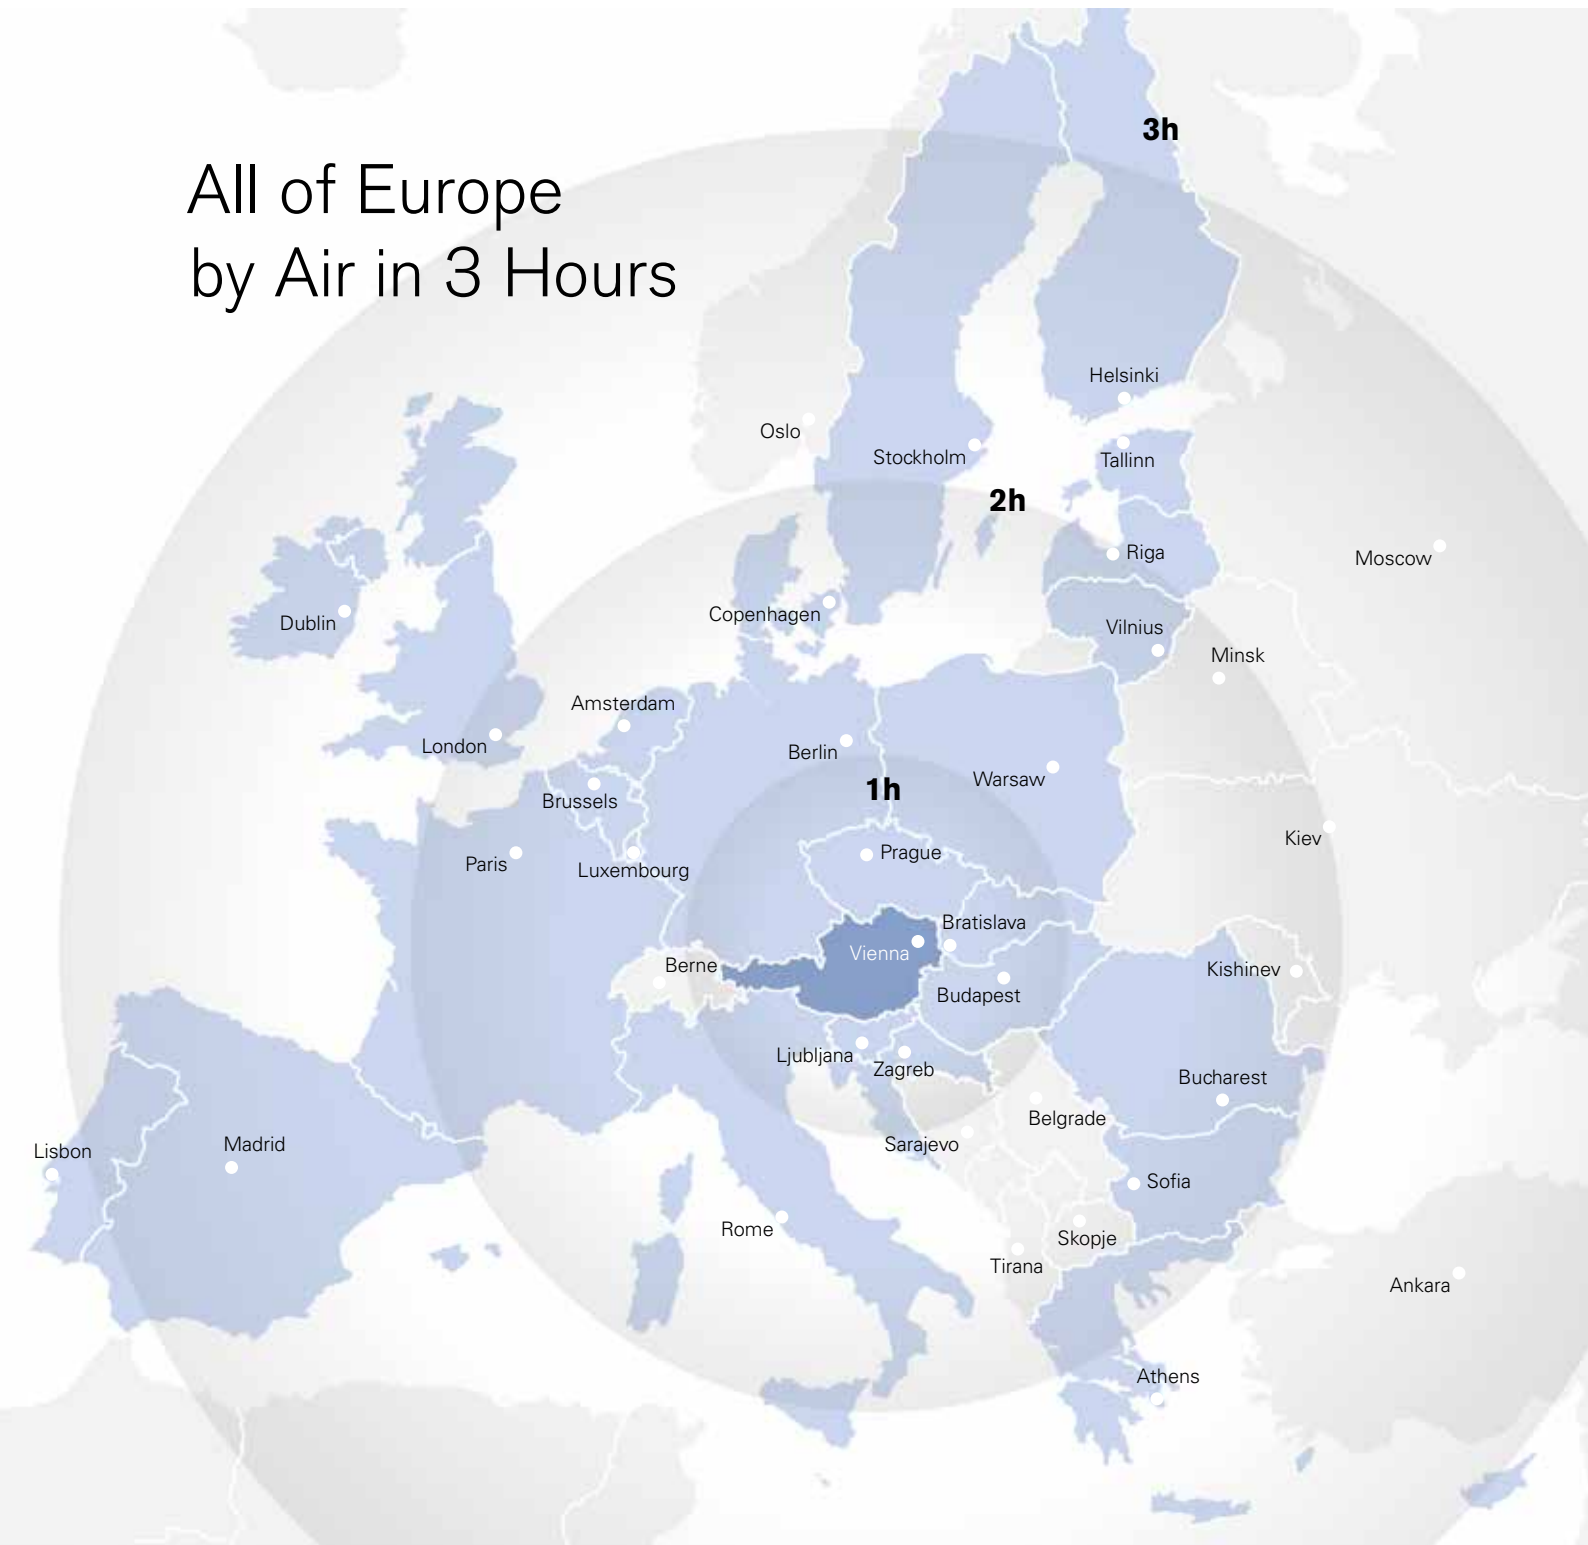 All of Europe
by Air in 3 Hours
3h
Helsinki
Oslo
Stockholm
Tallinn
2h
Riga
Moscow
Copenhagen
Dublin
Vilnius
Minsk
Amsterdam
London
Berlin
Warsaw
1h
Brussels
Kiev
Paris
Luxembourg
Prague
Bratislava
Vienna
Berne
Kishinev
Budapest
Ljubljana
Zagreb
Bucharest
Belgrade
Sarajevo
Lisbon
Madrid
Sofia
Rome
Skopje
Tirana
Ankara
Athens